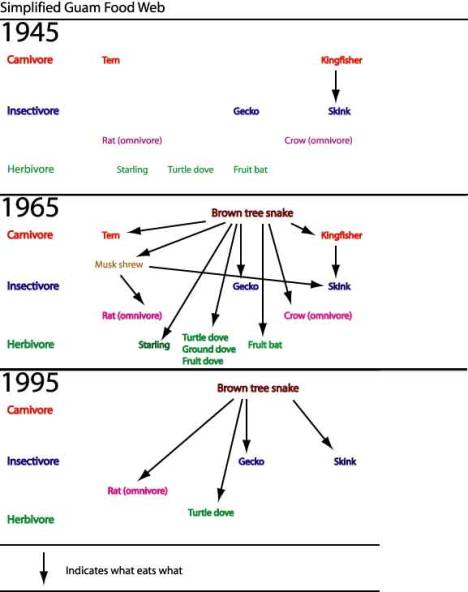 Simplified Guam Food Web
1945
Carnivore Tern Kingfisher
Insectivore Gecko Skink
Rat (omnivore) Crow (omnivore)
Herbivore Starling Turtle dove Fruit bat
1965
Brown tree snake
Carnivore Tern Kingfisher
Musk shrew
Insectivore Gecko Skink
Rat (omnivore) Crow (omnivore)
Herbivore Starling Turtle dove Fruit bat
Ground dove
Fruit dove
1995
Brown tree snake
Carnivore
Insectivore Gecko Skink
Rat (omnivore)
Herbivore Turtle dove
Indicates what eats what